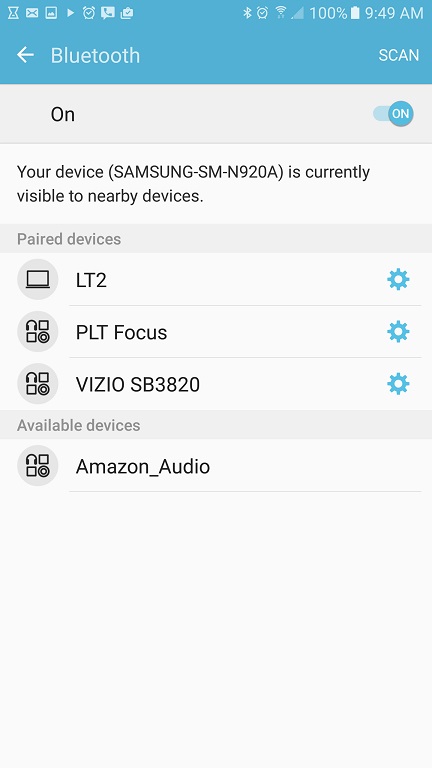 100% 9:49 AM
Bluetooth SCAN
On ON
Your device (SAMSUNG-SM-N920A) is currently
visible to nearby devices.
Paired devices
LT2
PLT Focus
VIZIO SB3820
Available devices
Amazon_Audio